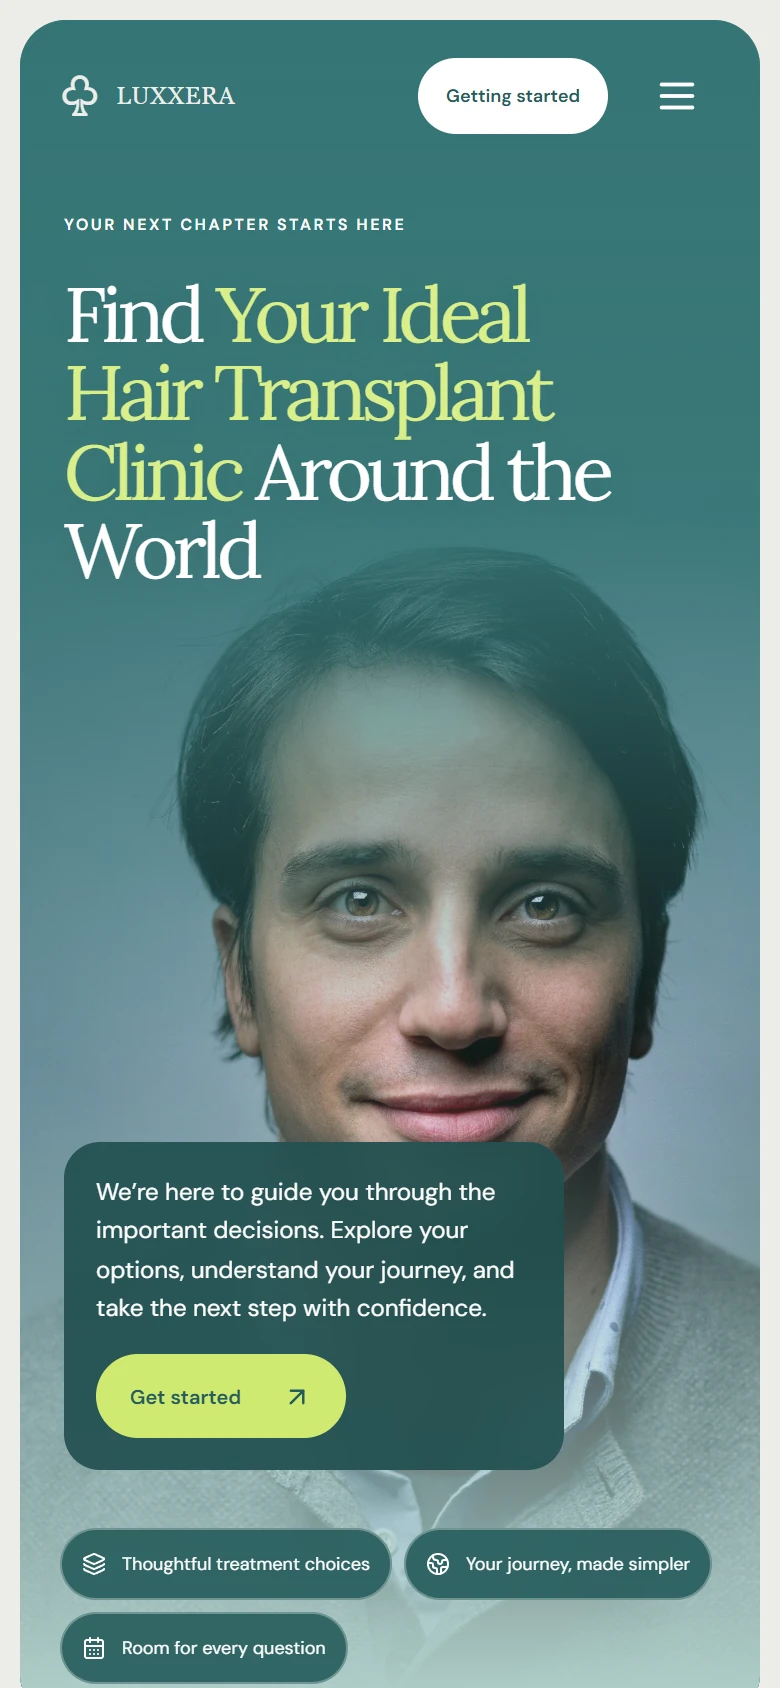 LUXXERA
Getting started
YOUR NEXT CHAPTER STARTS HERE
Find Your Ideal
Hair Transplant
Clinic Around the
World
We’re here to guide you through the
important decisions. Explore your
options, understand your journey, and
take the next step with confidence.
Get started
Thoughtful treatment choices
Your journey, made simpler
Room for every question